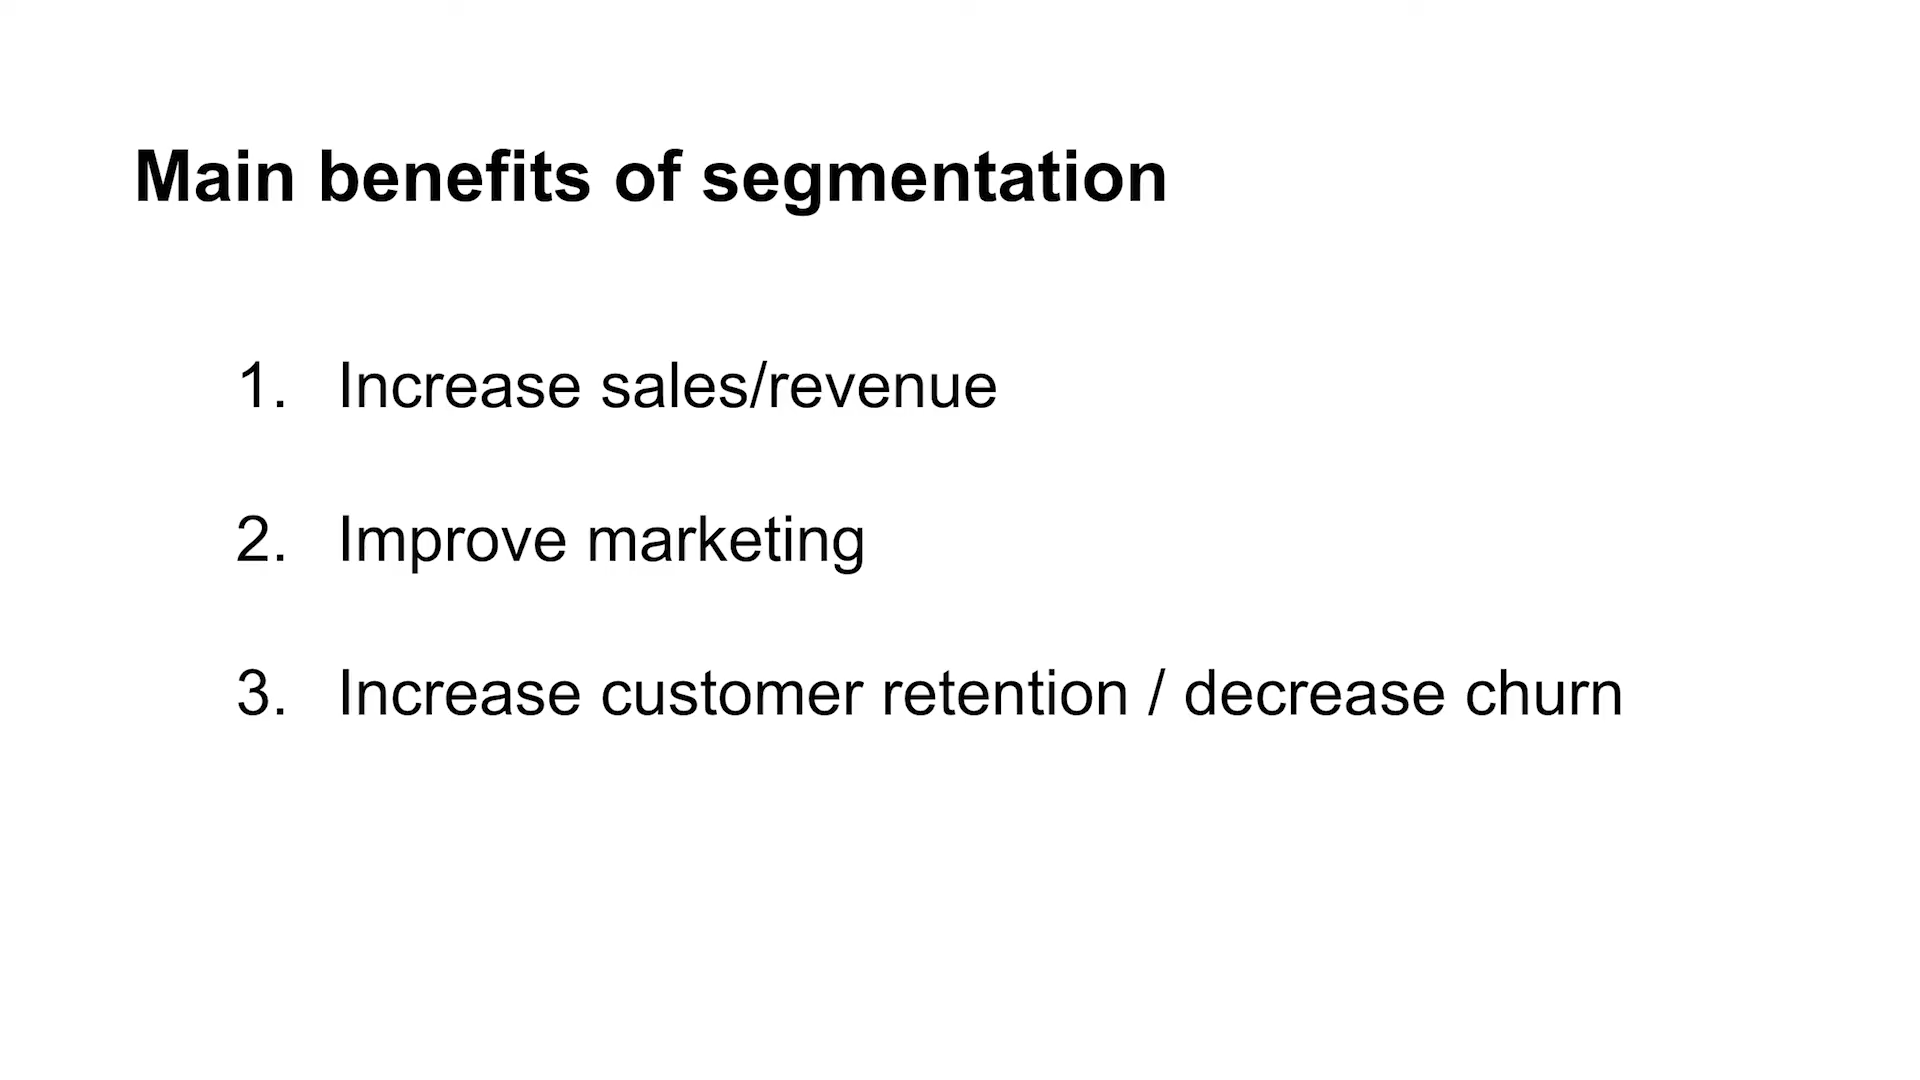 Main benefits of segmentation
1. Increase sales/revenue
2. Improve marketing
3. Increase customer retention / decrease churn